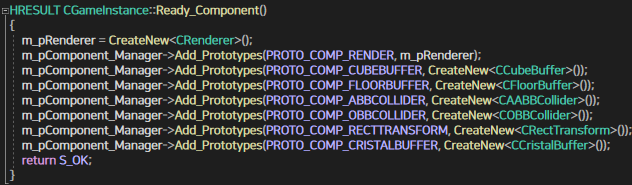 HRESULT CGameInstance::Ready_Component()
{
m_pRenderer = CreateNew<CRenderer>();
m_pComponent_Manager->Add_Prototypes(PROTO_COMP_RENDER, m_pRenderer);
m_pComponent_Manager->Add_Prototypes(PROTO_COMP_CUBEBUFFER, CreateNew<CCubeBuffer>());
m_pComponent_Manager->Add_Prototypes(PROTO_COMP_FLOORBUFFER, CreateNew<CFloorBuffer>());
m_pComponent_Manager->Add_Prototypes(PROTO_COMP_ABBCOLLIDER, CreateNew<CAABBCollider>());
m_pComponent_Manager->Add_Prototypes(PROTO_COMP_OBBCOLLIDER, CreateNew<COBBCollider>());
m_pComponent_Manager->Add_Prototypes(PROTO_COMP_RECTTRANSFORM, CreateNew<CRectTransform>());
m_pComponent_Manager->Add_Prototypes(PROTO_COMP_CRISTALBUFFER, CreateNew<CCristalBuffer>());
return S_OK;
}